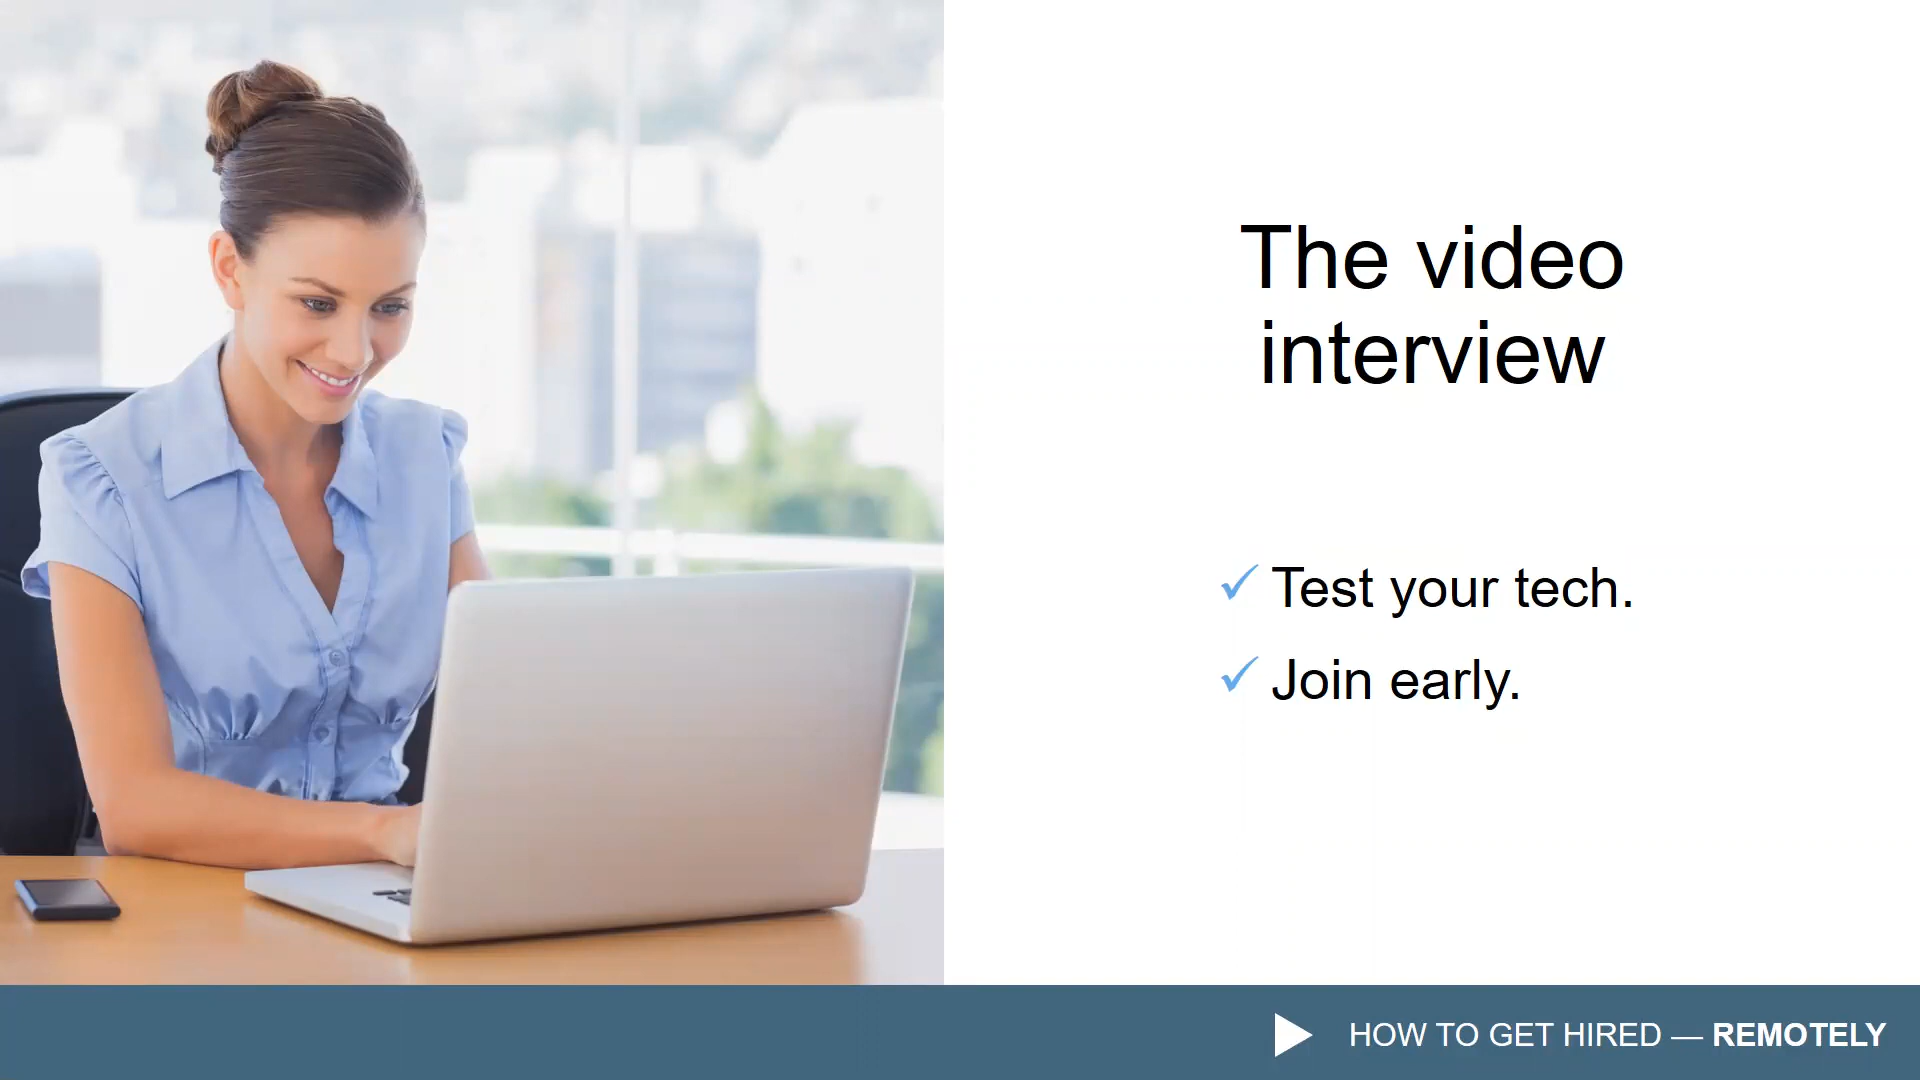 The video
interview
Test your tech.
Join early.
HOW TO GET HIRED — REMOTELY